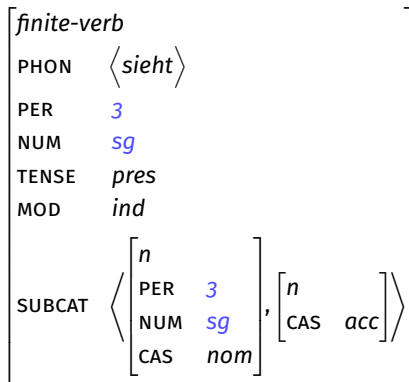 finite-verb
PHON ⟨sieht⟩
PER 3
NUM sg
TENSE pres
MOD ind
SUBCAT ⟨[n PER 3 NUM sg CAS nom], [n CAS acc]⟩